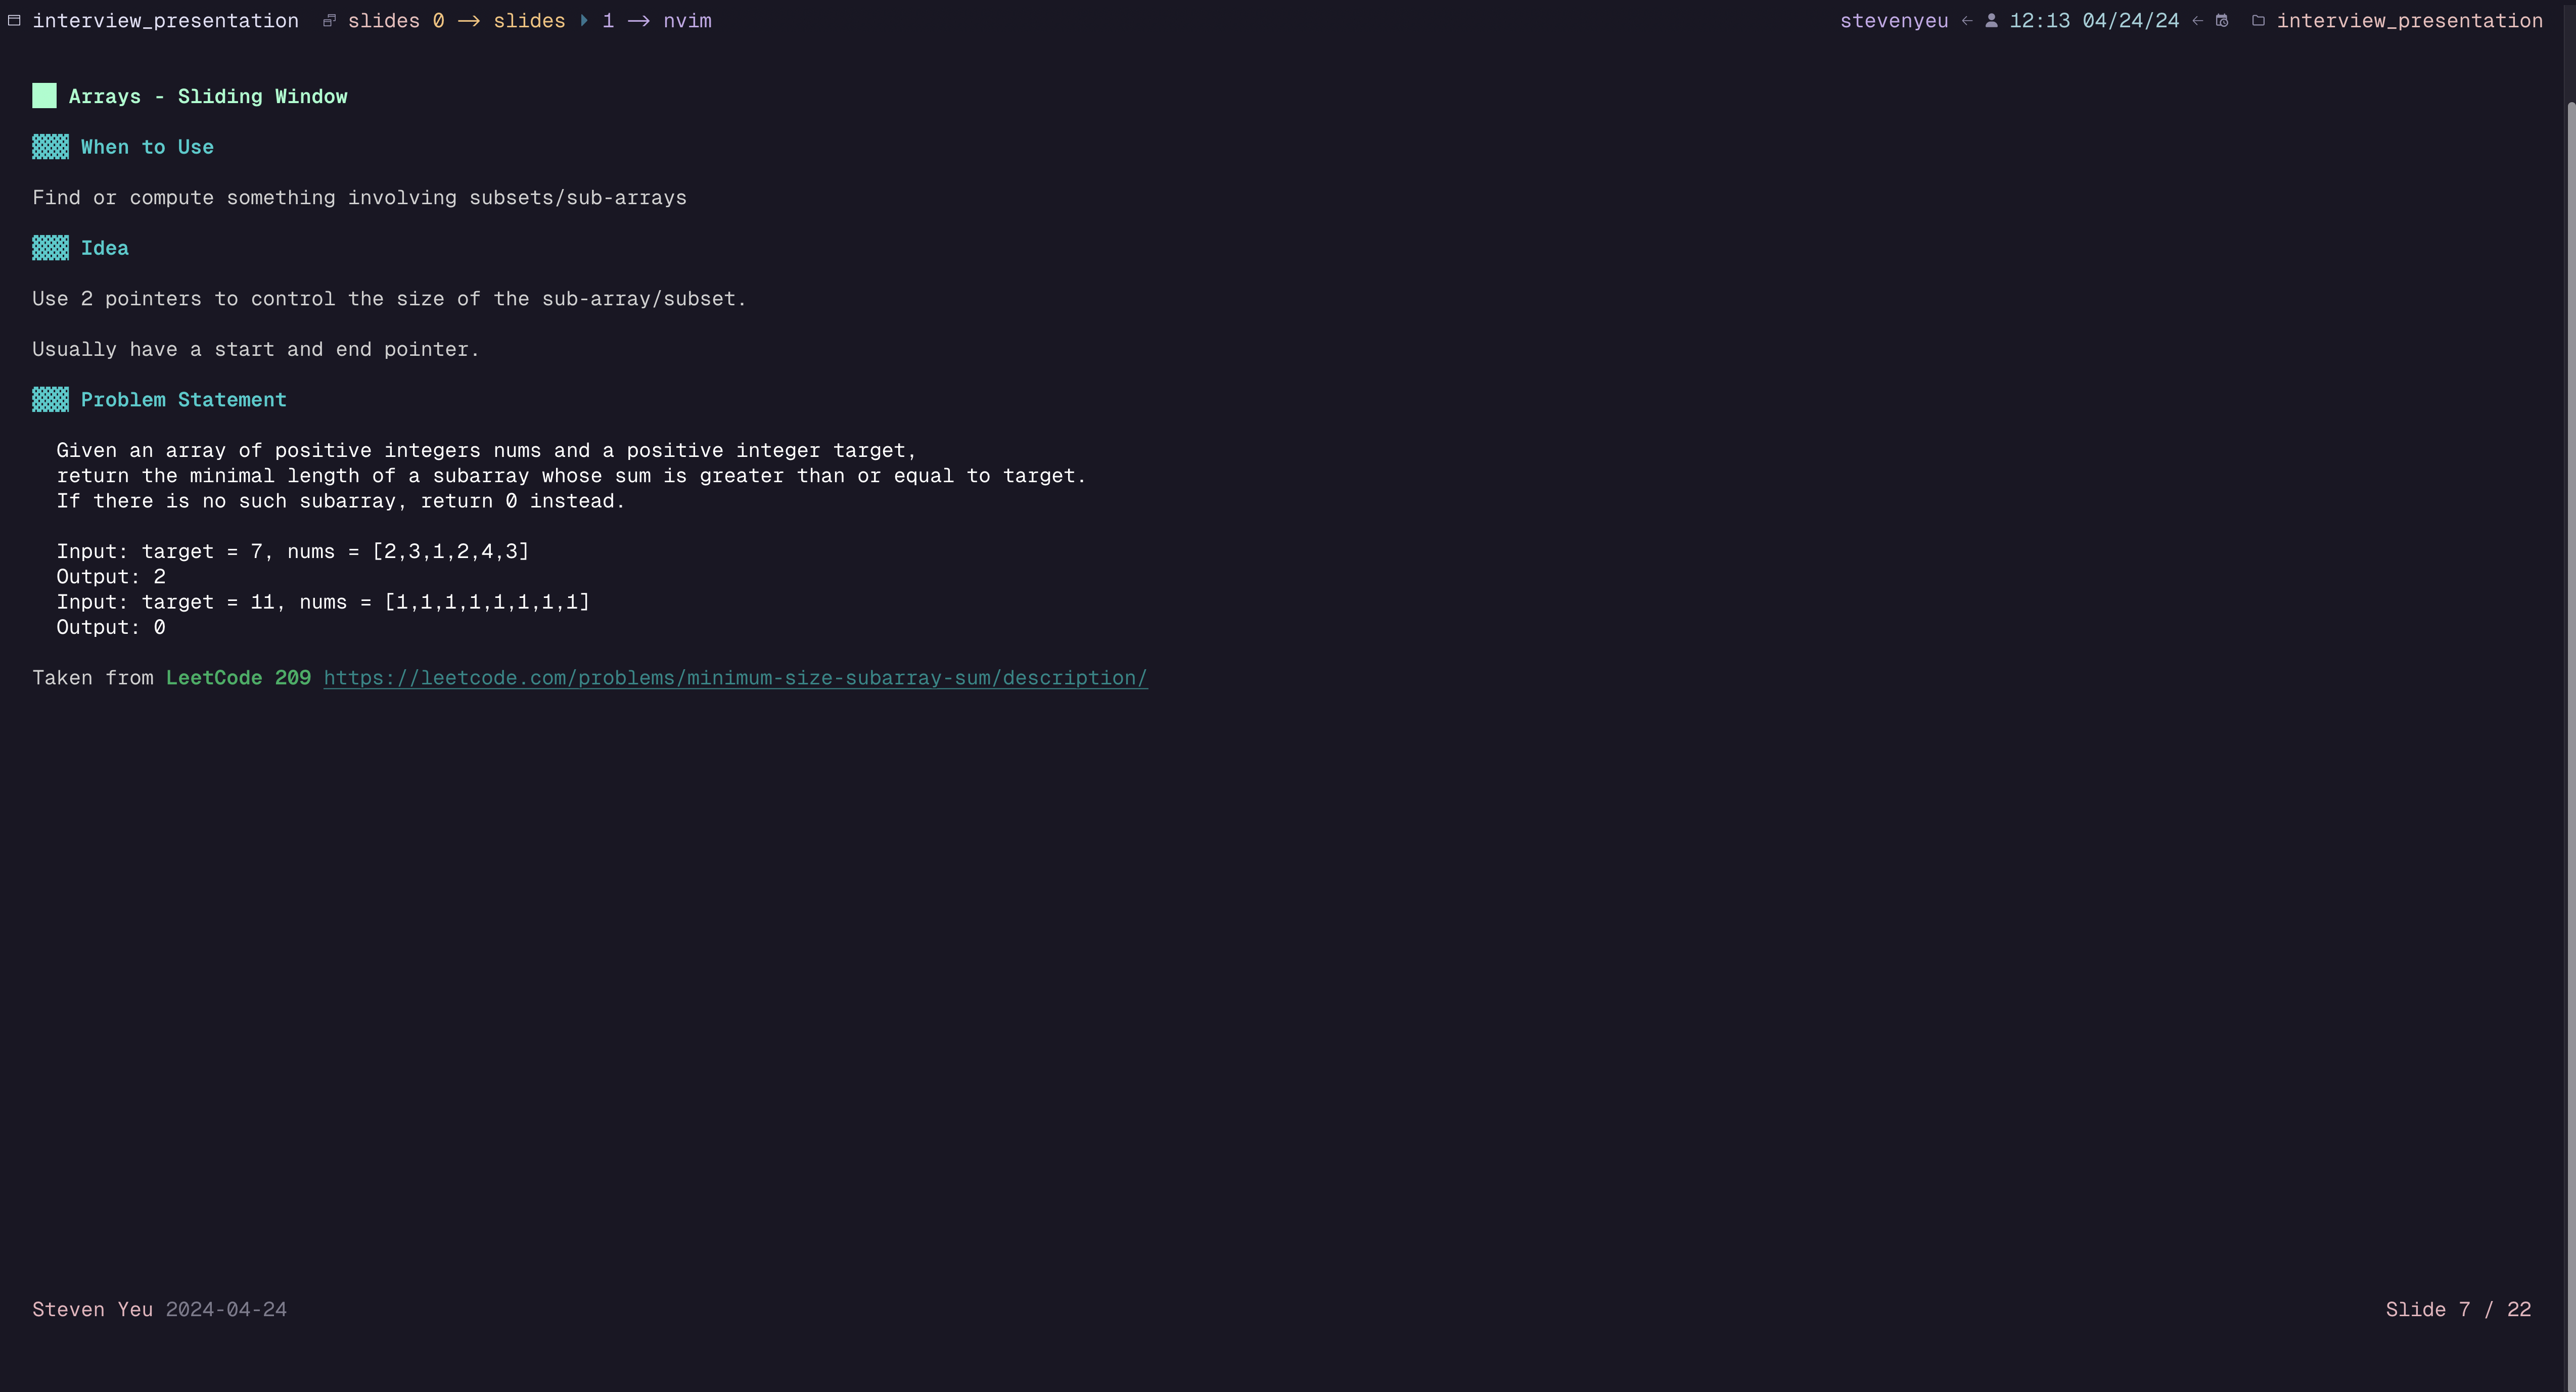 interview_presentation slides 0 → slides 1 → nvim stevenyeu ← 12:13 04/24/24 ← interview_presentation
Arrays - Sliding Window
When to Use
Find or compute something involving subsets/sub-arrays
Idea
Use 2 pointers to control the size of the sub-array/subset.
Usually have a start and end pointer.
Problem Statement
Given an array of positive integers nums and a positive integer target,
return the minimal length of a subarray whose sum is greater than or equal to target.
If there is no such subarray, return 0 instead.
Input: target = 7, nums = [2,3,1,2,4,3]
Output: 2
Input: target = 11, nums = [1,1,1,1,1,1,1,1]
Output: 0
Taken from LeetCode 209 https://leetcode.com/problems/minimum-size-subarray-sum/description/
Steven Yeu 2024-04-24 Slide 7 / 22